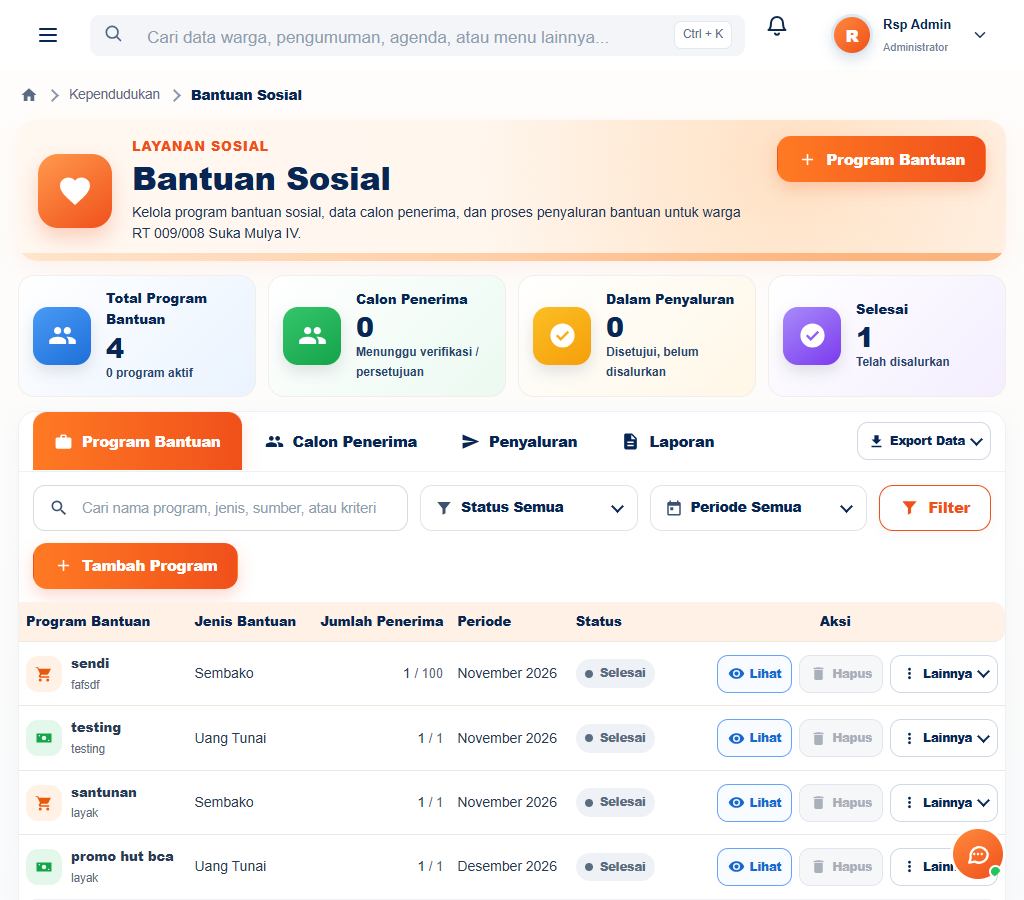 Cari data warga, pengumuman, agenda, atau menu lainnya...
Ctrl + K
R
Rsp Admin
Administrator
Kependudukan
Bantuan Sosial
LAYANAN SOSIAL
Bantuan Sosial
Kelola program bantuan sosial, data calon penerima, dan proses penyaluran bantuan untuk warga
RT 009/008 Suka Mulya IV.
+ Program Bantuan
Total Program
Bantuan
4
0 program aktif
Calon Penerima
0
Menunggu verifikasi /
persetujuan
Dalam Penyaluran
0
Disetujui, belum
disalurkan
Selesai
1
Telah disalurkan
Program Bantuan
Calon Penerima
Penyaluran
Laporan
Export Data
Cari nama program, jenis, sumber, atau kriteri
Status Semua
Periode Semua
Filter
+ Tambah Program
Program Bantuan Jenis Bantuan Jumlah Penerima Periode Status Aksi
sendi
fafsdf
Sembako 1 / 100 November 2026 Selesai Lihat Hapus Lainnya
testing
testing
Uang Tunai 1 / 1 November 2026 Selesai Lihat Hapus Lainnya
santunan
layak
Sembako 1 / 1 November 2026 Selesai Lihat Hapus Lainnya
promo hut bca
layak
Uang Tunai 1 / 1 Desember 2026 Selesai Lihat Hapus